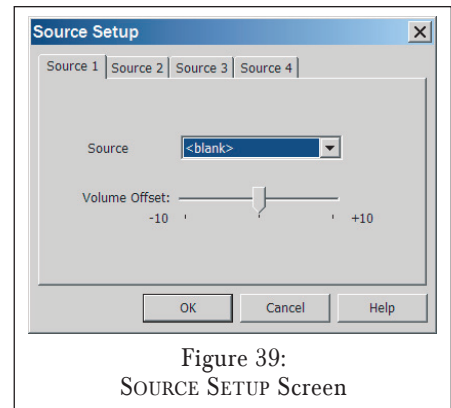 Source Setup
Source 1 Source 2 Source 3 Source 4
Source <blank>
Volume Offset:
-10 +10
OK Cancel Help
Figure 39:
SOURCE SETUP Screen